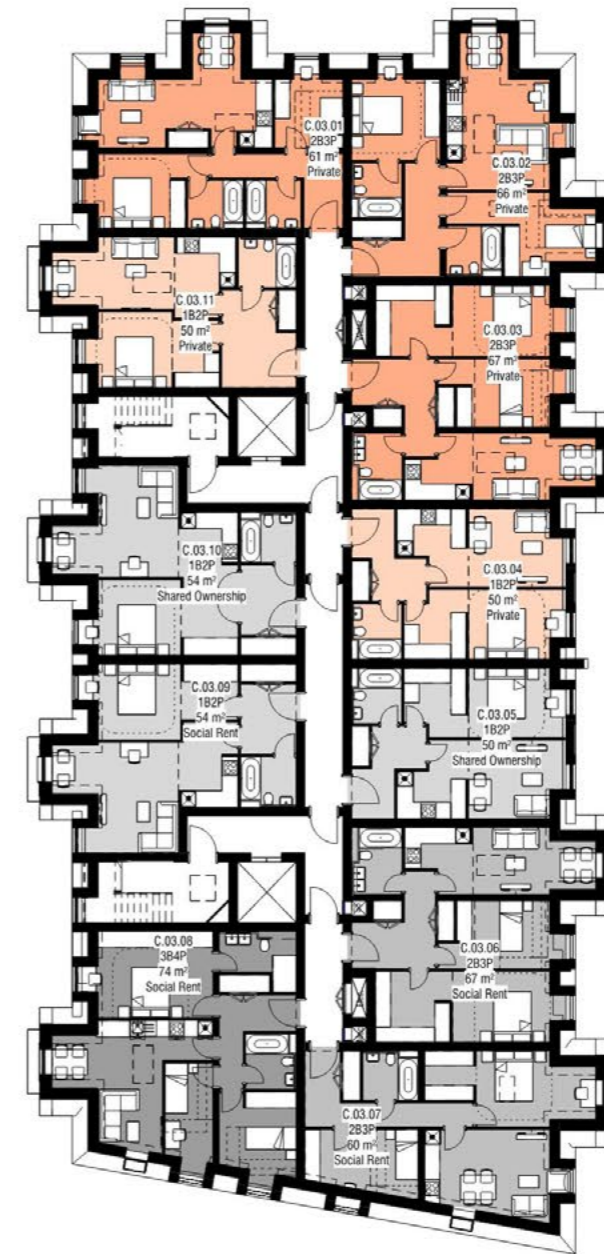 C.03.01
2B3P
61 m²
Private
C.03.02
2B3P
66 m²
Private
C.03.11
1B2P
50 m²
Private
C.03.03
2B3P
67 m²
Private
C.03.10
1B2P
54 m²
Shared Ownership
C.03.04
1B2P
50 m²
Private
C.03.09
1B2P
54 m²
Social Rent
C.03.05
1B2P
50 m²
Shared Ownership
C.03.08
3B4P
74 m²
Social Rent
C.03.06
2B3P
67 m²
Social Rent
C.03.07
2B3P
60 m²
Social Rent